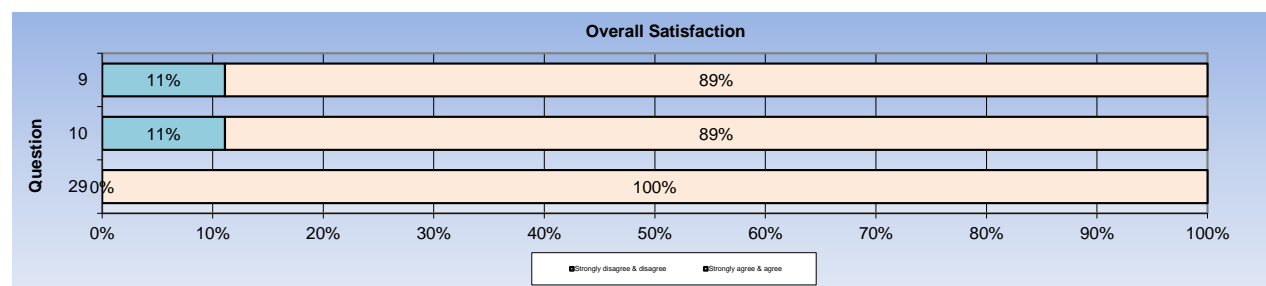 Overall Satisfaction
Question
9 11% 89%
10 11% 89%
29 0% 100%
0% 10% 20% 30% 40% 50% 60% 70% 80% 90% 100%
Strongly disagree & disagree Strongly agree & agree